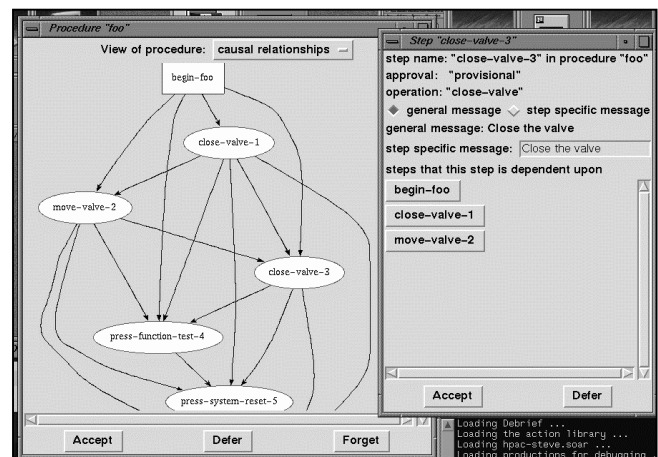 Procedure "foo"
View of procedure: causal relationships
begin-foo
close-valve-1
move-valve-2
close-valve-3
press-function-test-4
press-system-reset-5
Accept Defer Forget
Step "close-valve-3"
step name: "close-valve-3" in procedure "foo"
approval: "provisional"
operation: "close-valve"
general message step specific message
general message: Close the valve
step specific message: Close the valve
steps that this step is dependent upon
begin-foo
close-valve-1
move-valve-2
Accept Defer
Loading Debrief ...
Loading the action library ...
Loading hpac-steve.soar ...
Loading productions for debugging